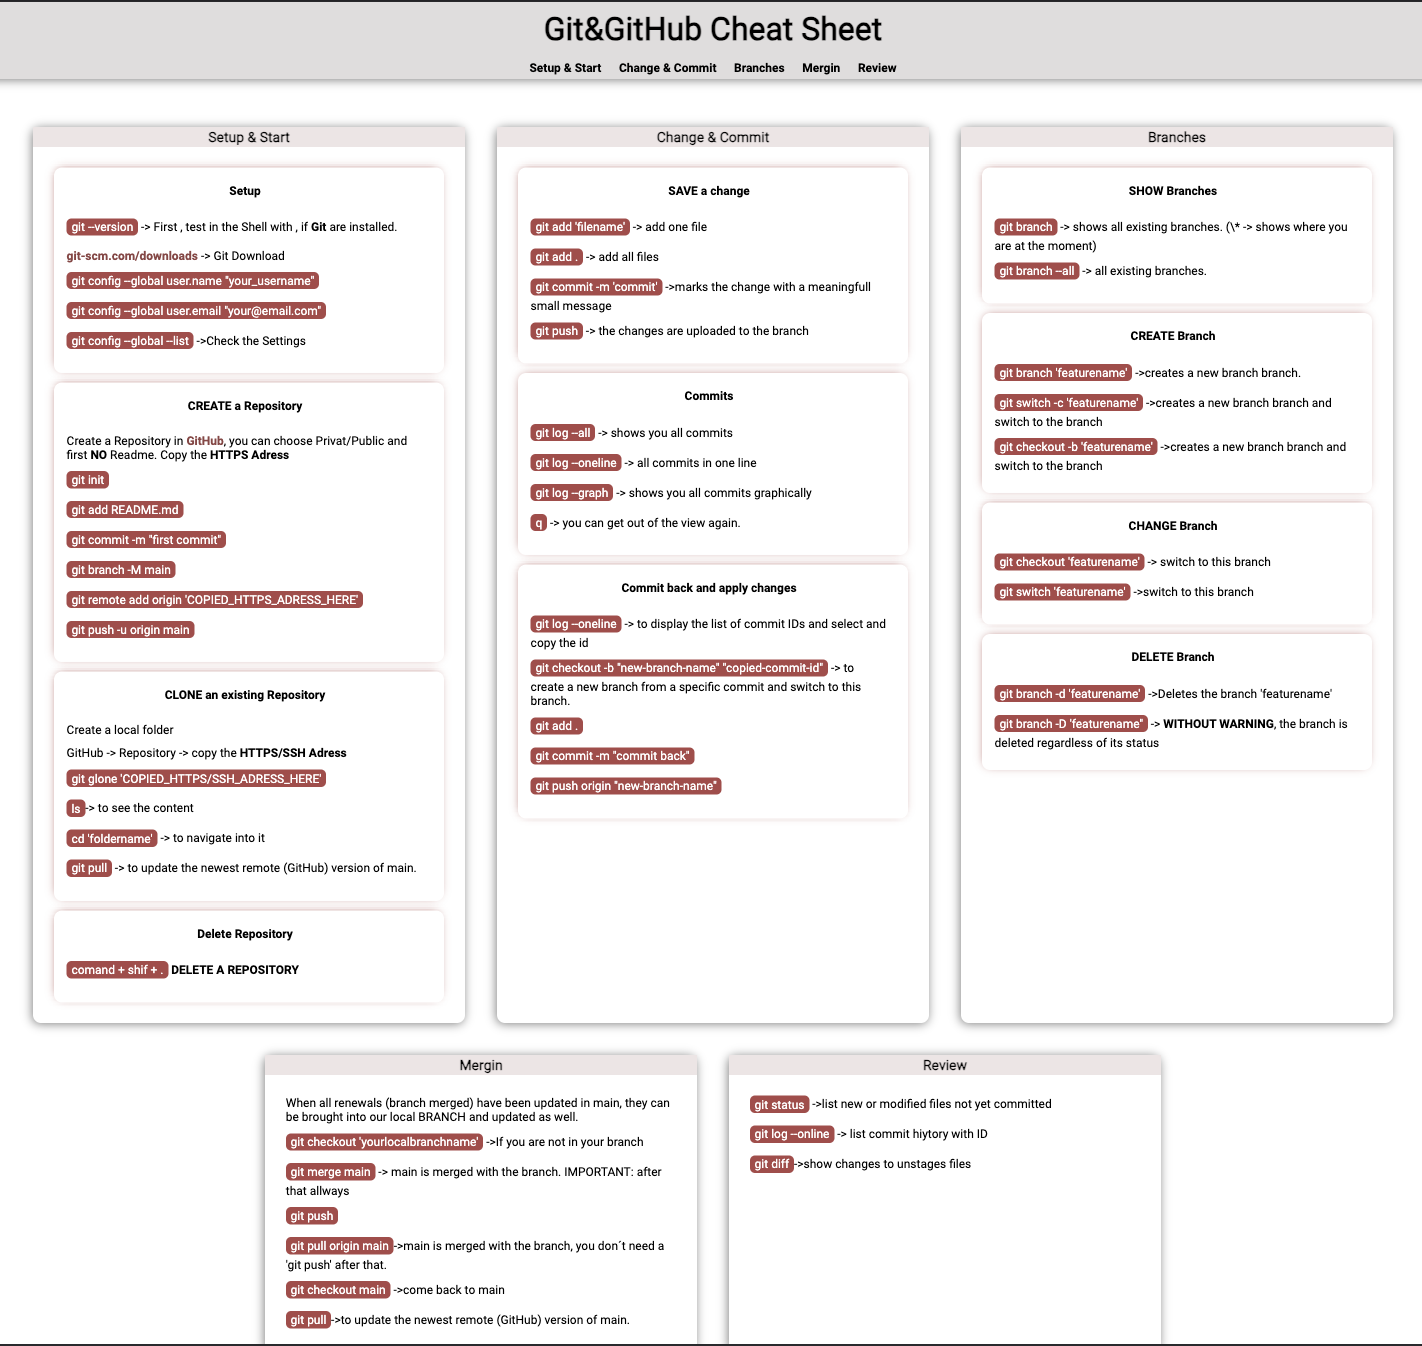 Git&GitHub Cheat Sheet
Setup & Start Change & Commit Branches Mergin Review
Setup & Start
Setup
git --version -> First , test in the Shell with , if Git are installed.
git-scm.com/downloads -> Git Download
git config --global user.name "your_username"
git config --global user.email "your@email.com"
git config --global --list ->Check the Settings
CREATE a Repository
Create a Repository in GitHub, you can choose Privat/Public and
first NO Readme. Copy the HTTPS Adress
git init
git add README.md
git commit -m "first commit"
git branch -M main
git remote add origin 'COPIED_HTTPS_ADRESS_HERE'
git push -u origin main
CLONE an existing Repository
Create a local folder
GitHub -> Repository -> copy the HTTPS/SSH Adress
git glone 'COPIED_HTTPS/SSH_ADRESS_HERE'
ls -> to see the content
cd 'foldername' -> to navigate into it
git pull -> to update the newest remote (GitHub) version of main.
Delete Repository
comand + shif + . DELETE A REPOSITORY
Change & Commit
SAVE a change
git add 'filename' -> add one file
git add . -> add all files
git commit -m 'commit' ->marks the change with a meaningfull
small message
git push -> the changes are uploaded to the branch
Commits
git log --all -> shows you all commits
git log --oneline -> all commits in one line
git log --graph -> shows you all commits graphically
q -> you can get out of the view again.
Commit back and apply changes
git log --oneline -> to display the list of commit IDs and select and
copy the id
git checkout -b "new-branch-name" "copied-commit-id" -> to
create a new branch from a specific commit and switch to this
branch.
git add .
git commit -m "commit back"
git push origin "new-branch-name"
Branches
SHOW Branches
git branch -> shows all existing branches. (\* -> shows where you
are at the moment)
git branch --all -> all existing branches.
CREATE Branch
git branch 'featurename' ->creates a new branch branch.
git switch -c 'featurename' ->creates a new branch branch and
switch to the branch
git checkout -b 'featurename' ->creates a new branch branch and
switch to the branch
CHANGE Branch
git checkout 'featurename' -> switch to this branch
git switch 'featurename' ->switch to this branch
DELETE Branch
git branch -d 'featurename' ->Deletes the branch 'featurename'
git branch -D 'featurename" -> WITHOUT WARNING, the branch is
deleted regardless of its status
Mergin
When all renewals (branch merged) have been updated in main, they can
be brought into our local BRANCH and updated as well.
git checkout 'yourlocalbranchname' ->If you are not in your branch
git merge main -> main is merged with the branch. IMPORTANT: after
that allways
git push
git pull origin main ->main is merged with the branch, you don´t need a
'git push' after that.
git checkout main ->come back to main
git pull ->to update the newest remote (GitHub) version of main.
Review
git status ->list new or modified files not yet committed
git log --online -> list commit hiytory with ID
git diff ->show changes to unstages files